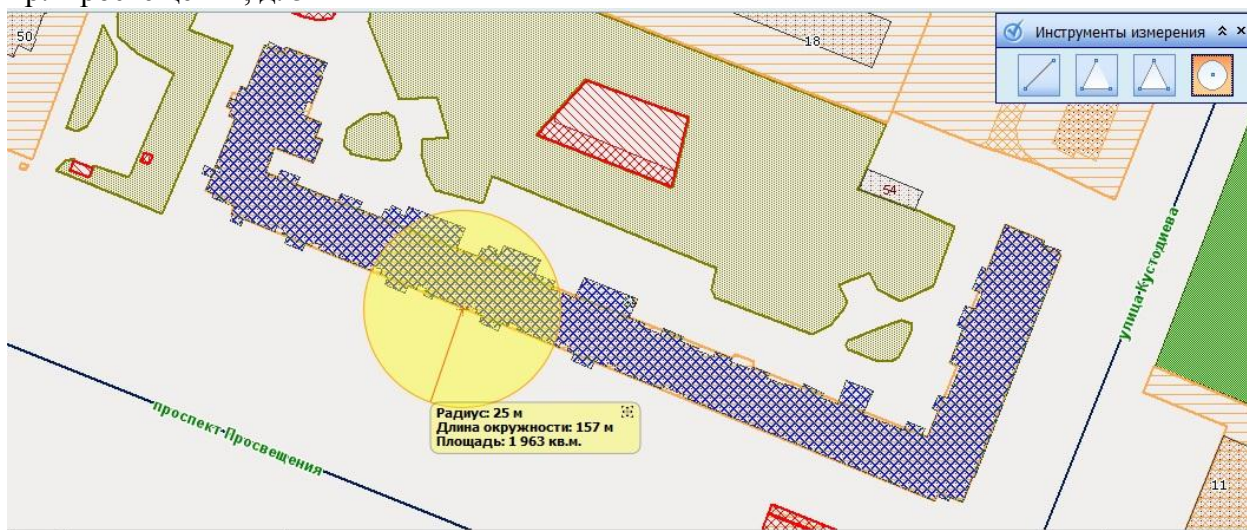 50
18
Инструменты измерения
54
улица Кустодиева
Радиус: 25 м
Длина окружности: 157 м
Площадь: 1 963 кв.м.
проспект Просвещения
11